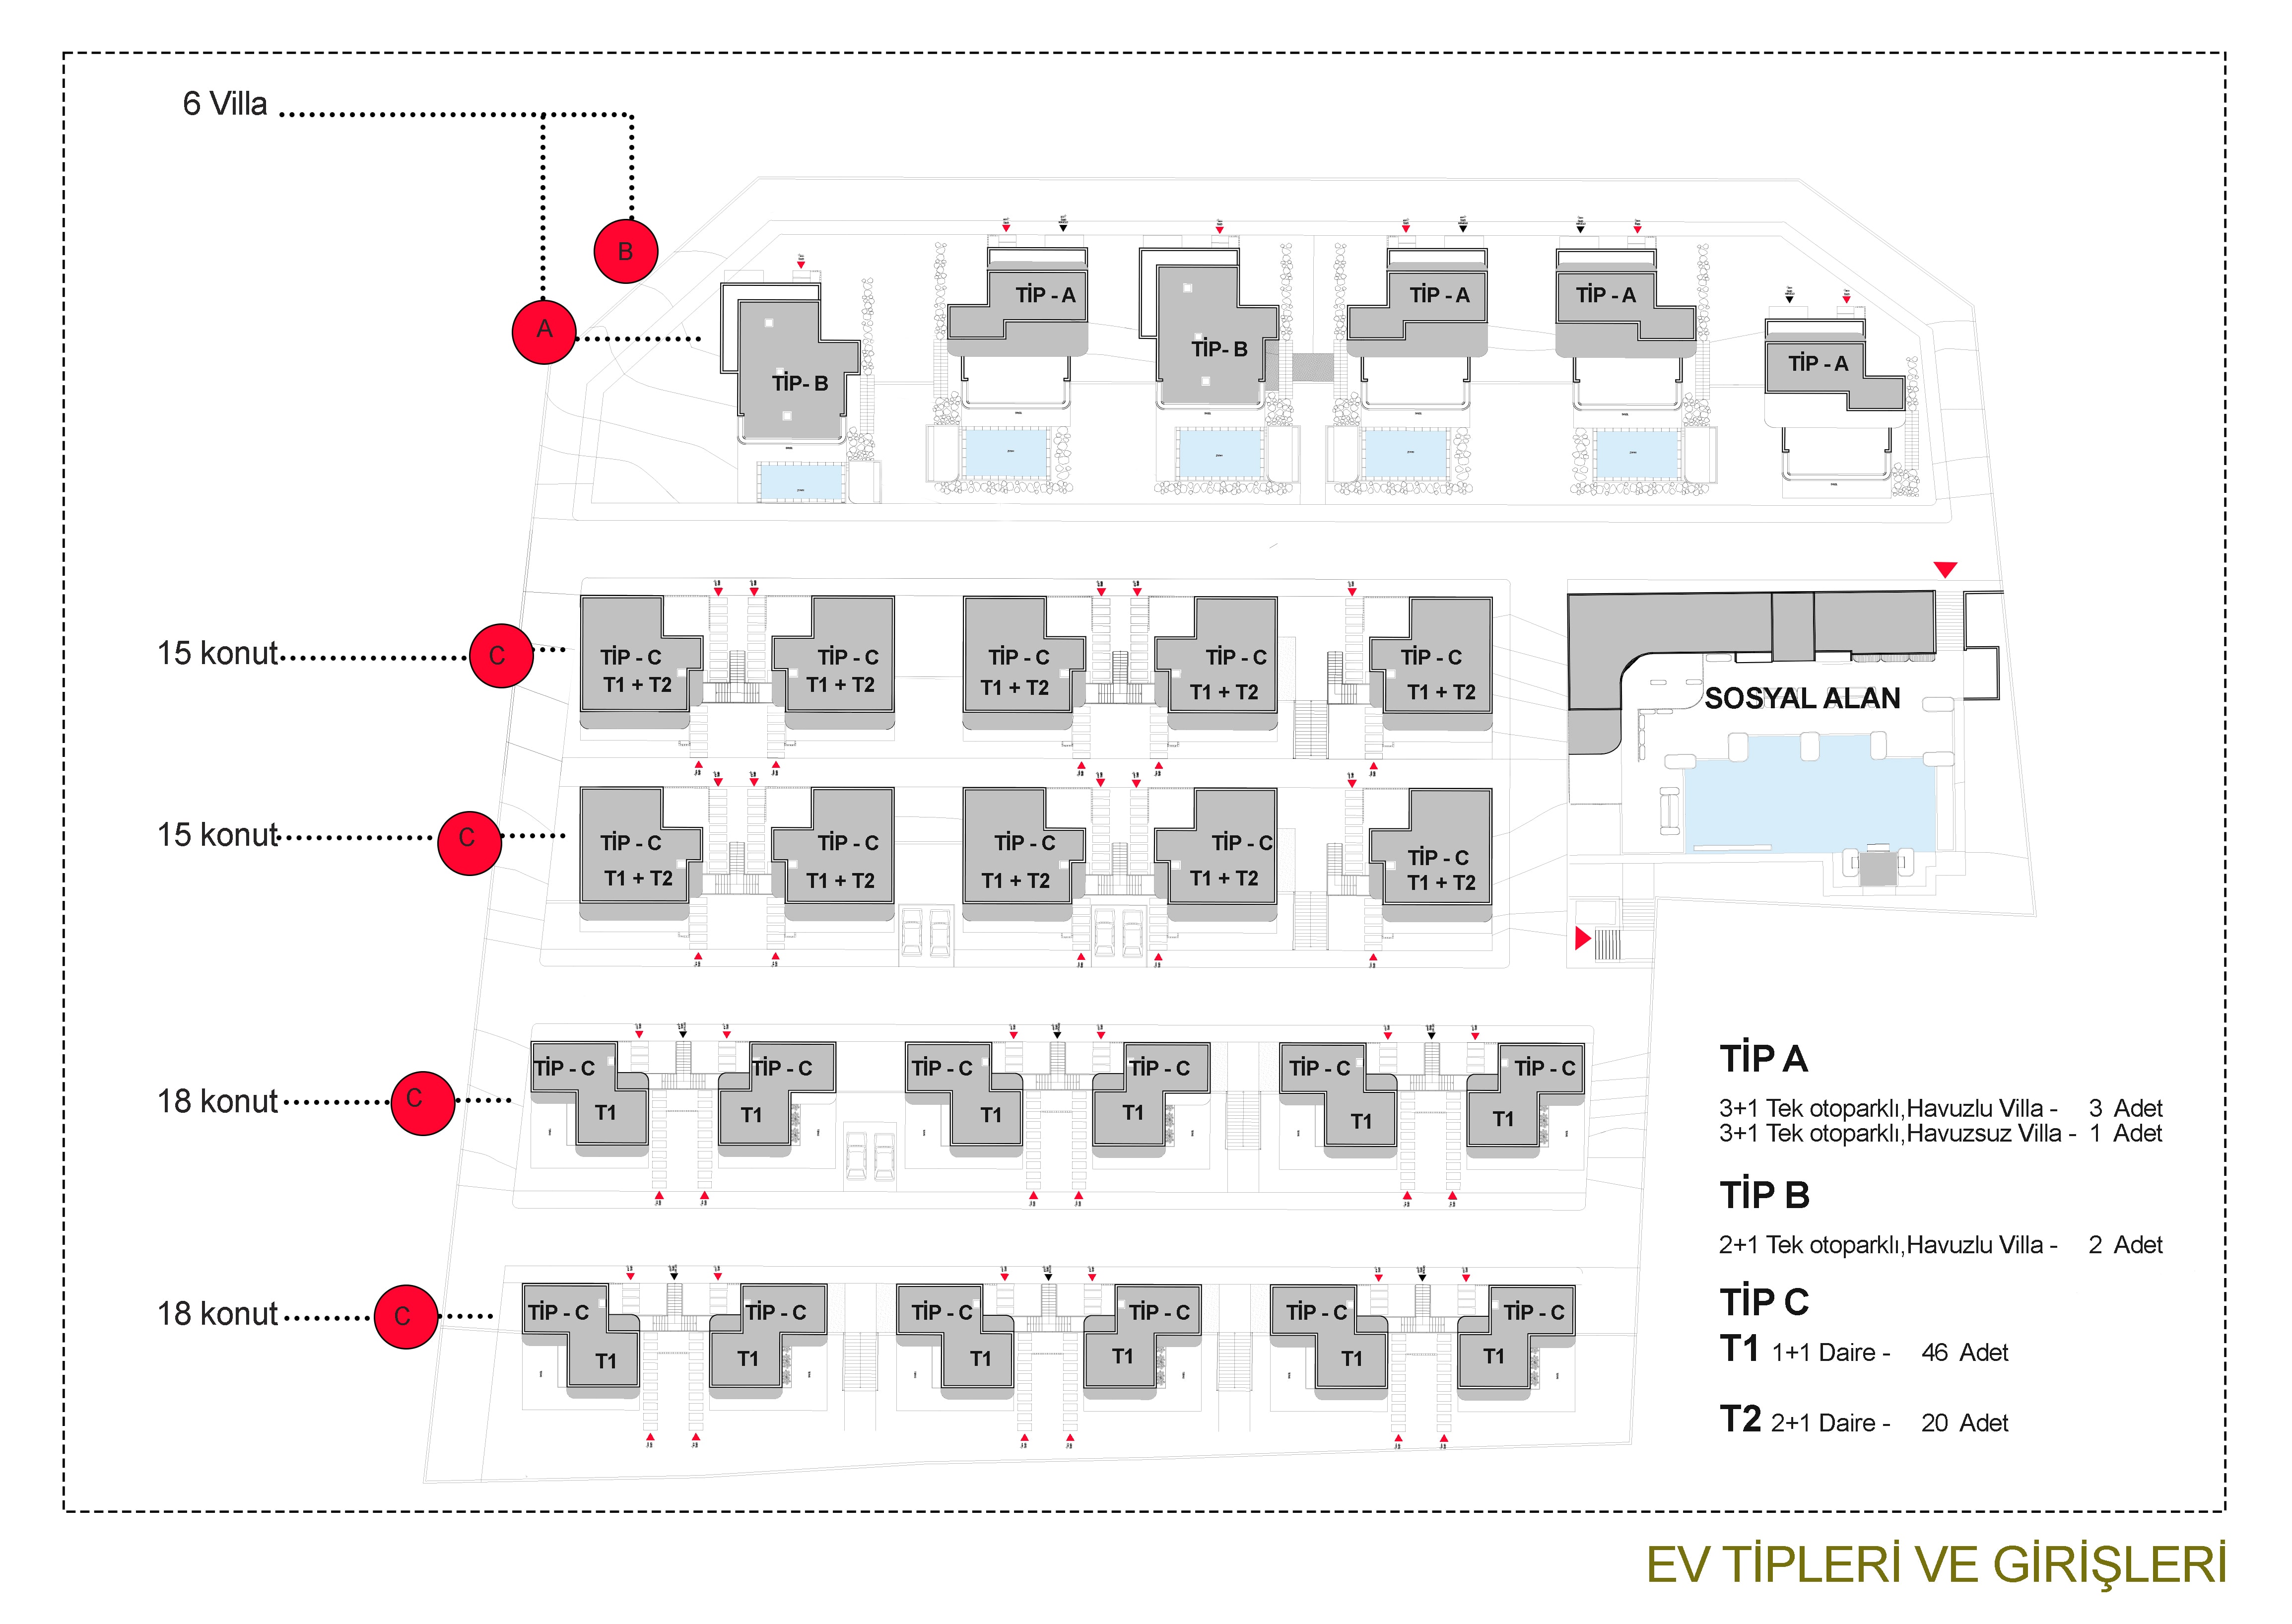 6 Villa
B
A
TİP - A
TİP - A
TİP - A
TİP- B
TİP - A
TİP- B
15 konut
C
TİP - C
T1 + T2
TİP - C
T1 + T2
TİP - C
T1 + T2
TİP - C
T1 + T2
TİP - C
T1 + T2
SOSYAL ALAN
15 konut
C
TİP - C
T1 + T2
TİP - C
T1 + T2
TİP - C
T1 + T2
TİP - C
T1 + T2
TİP - C
T1 + T2
18 konut
C
TİP - C
T1
TİP - C
T1
TİP - C
T1
TİP - C
T1
TİP - C
T1
TİP - C
T1
18 konut
C
TİP - C
T1
TİP - C
T1
TİP - C
T1
TİP - C
T1
TİP - C
T1
TİP - C
T1
TİP A
3+1 Tek otoparklı,Havuzlu Villa - 3 Adet
3+1 Tek otoparklı,Havuzsuz Villa - 1 Adet
TİP B
2+1 Tek otoparklı,Havuzlu Villa - 2 Adet
TİP C
T1 1+1 Daire - 46 Adet
T2 2+1 Daire - 20 Adet
EV TİPLERİ VE GİRİŞLERİ